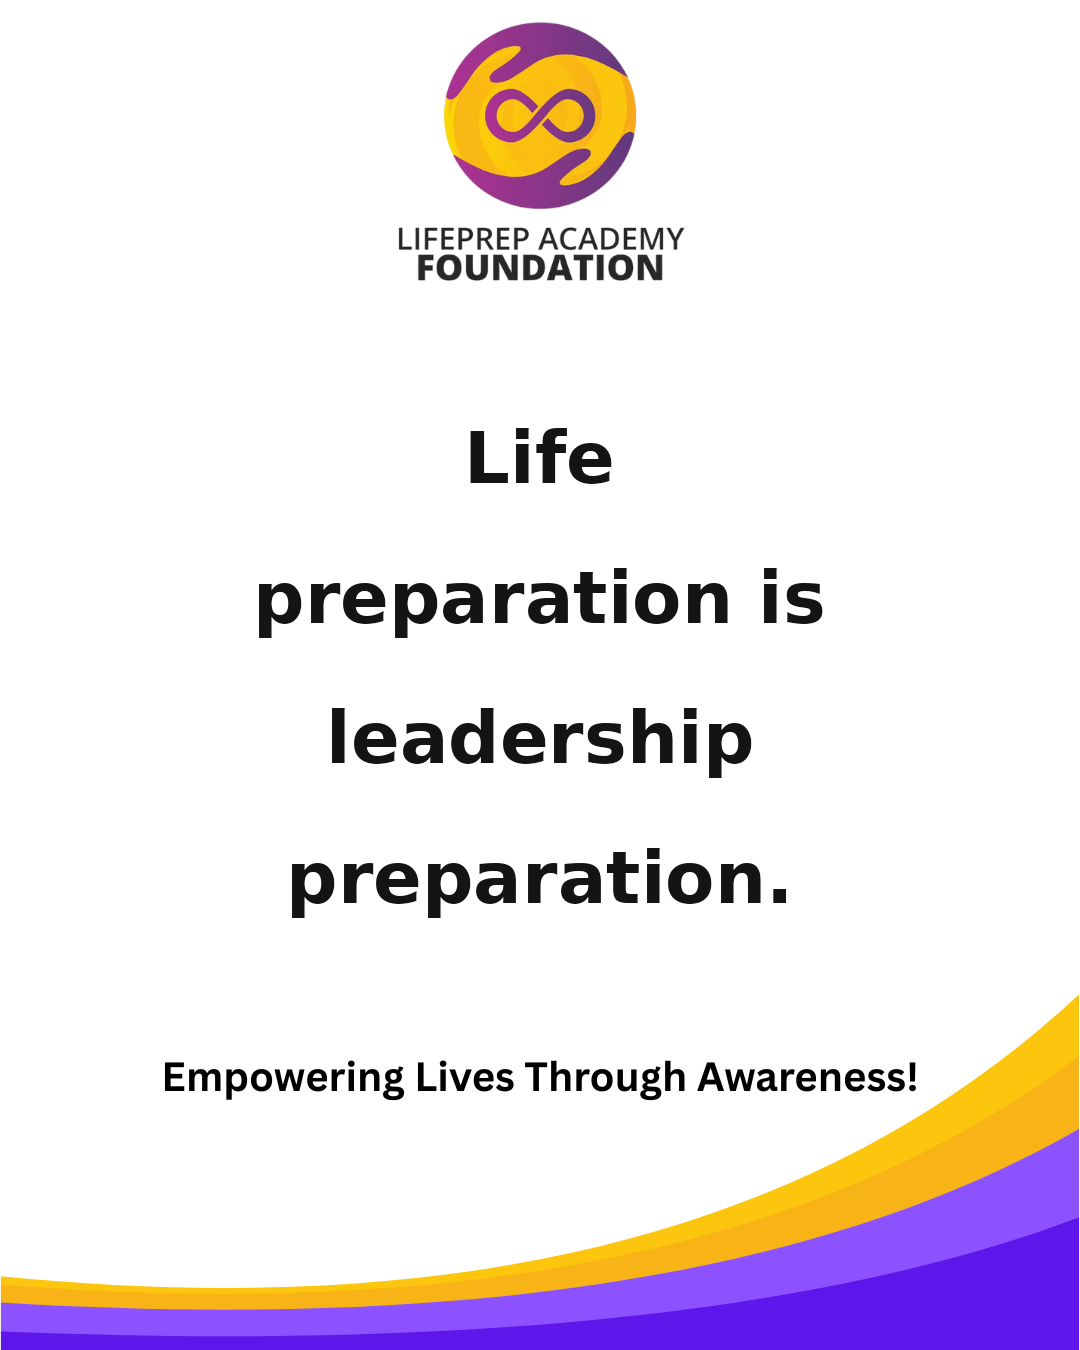 LIFEPREP ACADEMY
FOUNDATION
Life
preparation is
leadership
preparation.
Empowering Lives Through Awareness!